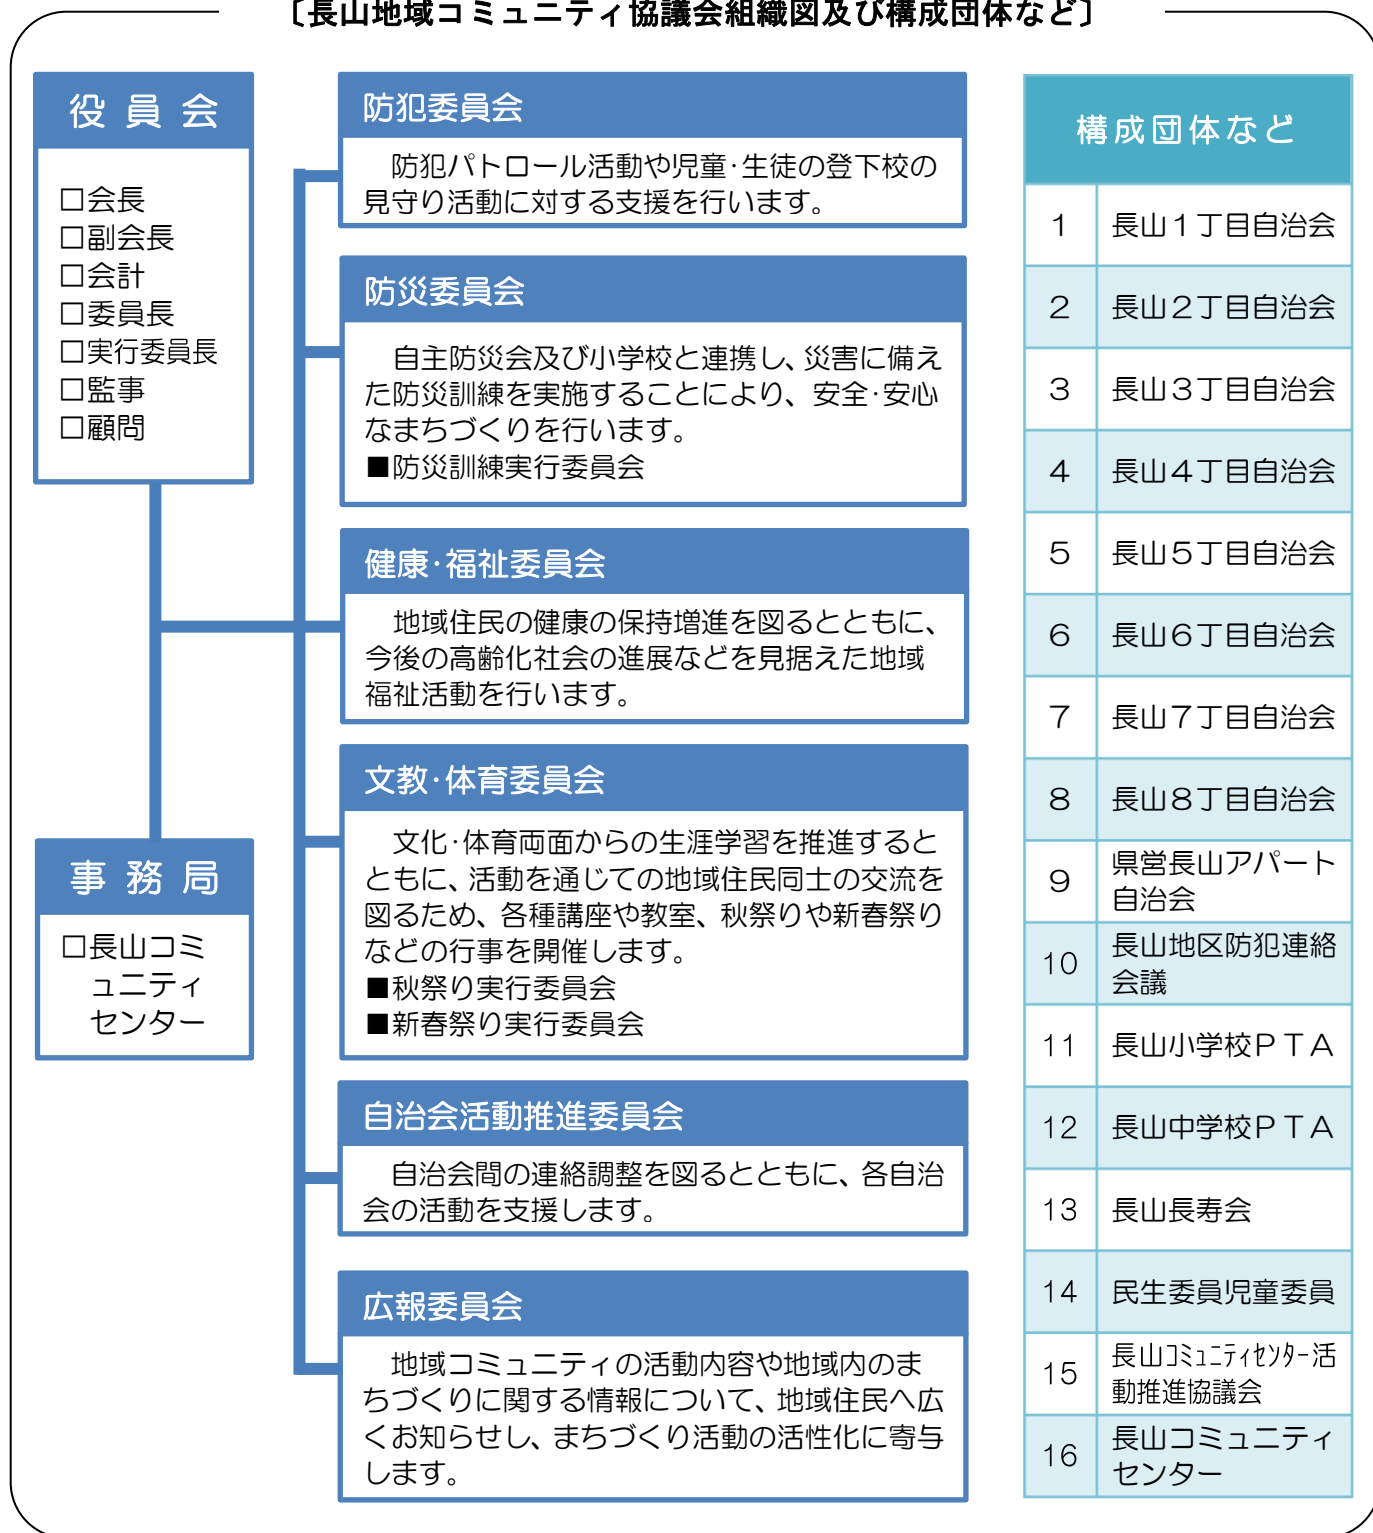 〔長山地域コミュニティ協議会組織図及び構成団体など〕
役員会
□会長
□副会長
□会計
□委員長
□実行委員長
□監事
□顧問
事務局
□長山コミ
ュニティ
センター
防犯委員会
防犯パトロール活動や児童・生徒の登下校の
見守り活動に対する支援を行います。
防災委員会
自主防災会及び小学校と連携し、災害に備え
た防災訓練を実施することにより、安全・安心
なまちづくりを行います。
■防災訓練実行委員会
健康・福祉委員会
地域住民の健康の保持増進を図るとともに、
今後の高齢化社会の進展などを見据えた地域
福祉活動を行います。
文教・体育委員会
文化・体育両面からの生涯学習を推進すると
ともに、活動を通じての地域住民同士の交流を
図るため、各種講座や教室、秋祭りや新春祭り
などの行事を開催します。
■秋祭り実行委員会
■新春祭り実行委員会
自治会活動推進委員会
自治会間の連絡調整を図るとともに、各自治
会の活動を支援します。
広報委員会
地域コミュニティの活動内容や地域内のま
ちづくりに関する情報について、地域住民へ広
くお知らせし、まちづくり活動の活性化に寄与
します。
構成団体など
1 長山1丁目自治会
2 長山2丁目自治会
3 長山3丁目自治会
4 長山4丁目自治会
5 長山5丁目自治会
6 長山6丁目自治会
7 長山7丁目自治会
8 長山8丁目自治会
9 県営長山アパート
自治会
10 長山地区防犯連絡
会議
11 長山小学校PTA
12 長山中学校PTA
13 長山長寿会
14 民生委員児童委員
15 長山ｺﾐｭﾆﾃｨｾﾝﾀｰ活
動推進協議会
16 長山コミュニティ
センター